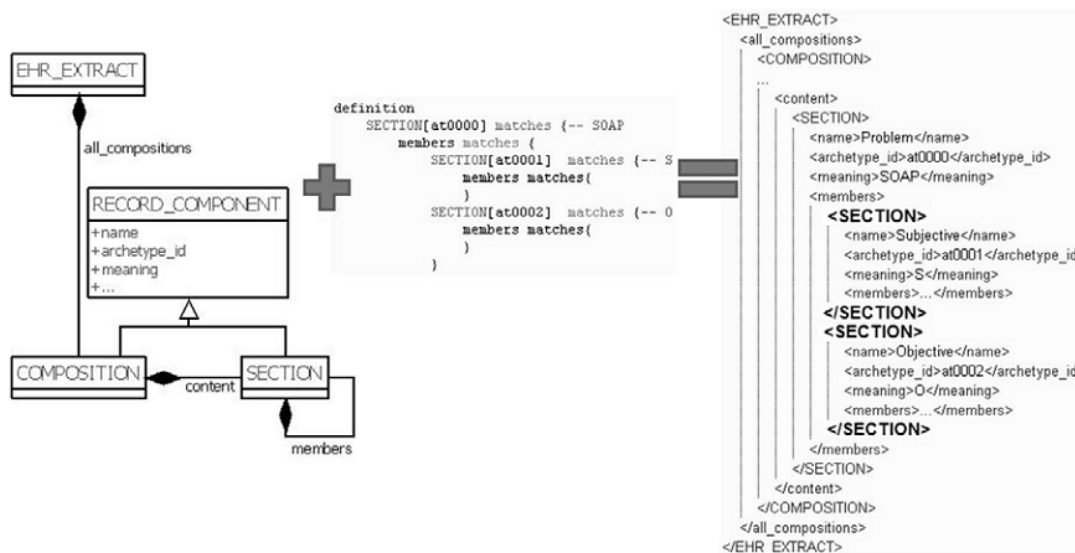 EHR_EXTRACT
all_compositions
RECORD_COMPONENT
+name
+archetype_id
+meaning
+...
COMPOSITION
content
SECTION
members
definition
SECTION[at0000] matches {-- SOAP
members matches {
SECTION[at0001] matches {-- S
members matches{
}
SECTION[at0002] matches {-- O
members matches{
}
}
<EHR_EXTRACT>
<all_compositions>
<COMPOSITION>
...
<content>
<SECTION>
<name>Problem</name>
<archetype_id>at0000</archetype_id>
<meaning>SOAP</meaning>
<members>
<SECTION>
<name>Subjective</name>
<archetype_id>at0001</archetype_id
<meaning>S</meaning>
<members>...</members>
</SECTION>
<SECTION>
<name>Objective</name>
<archetype_id>at0002</archetype_id
<meaning>O</meaning>
<members>...</members>
</SECTION>
</members>
</SECTION>
</content>
</COMPOSITION>
</all_compositions>
</EHR_EXTRACT>